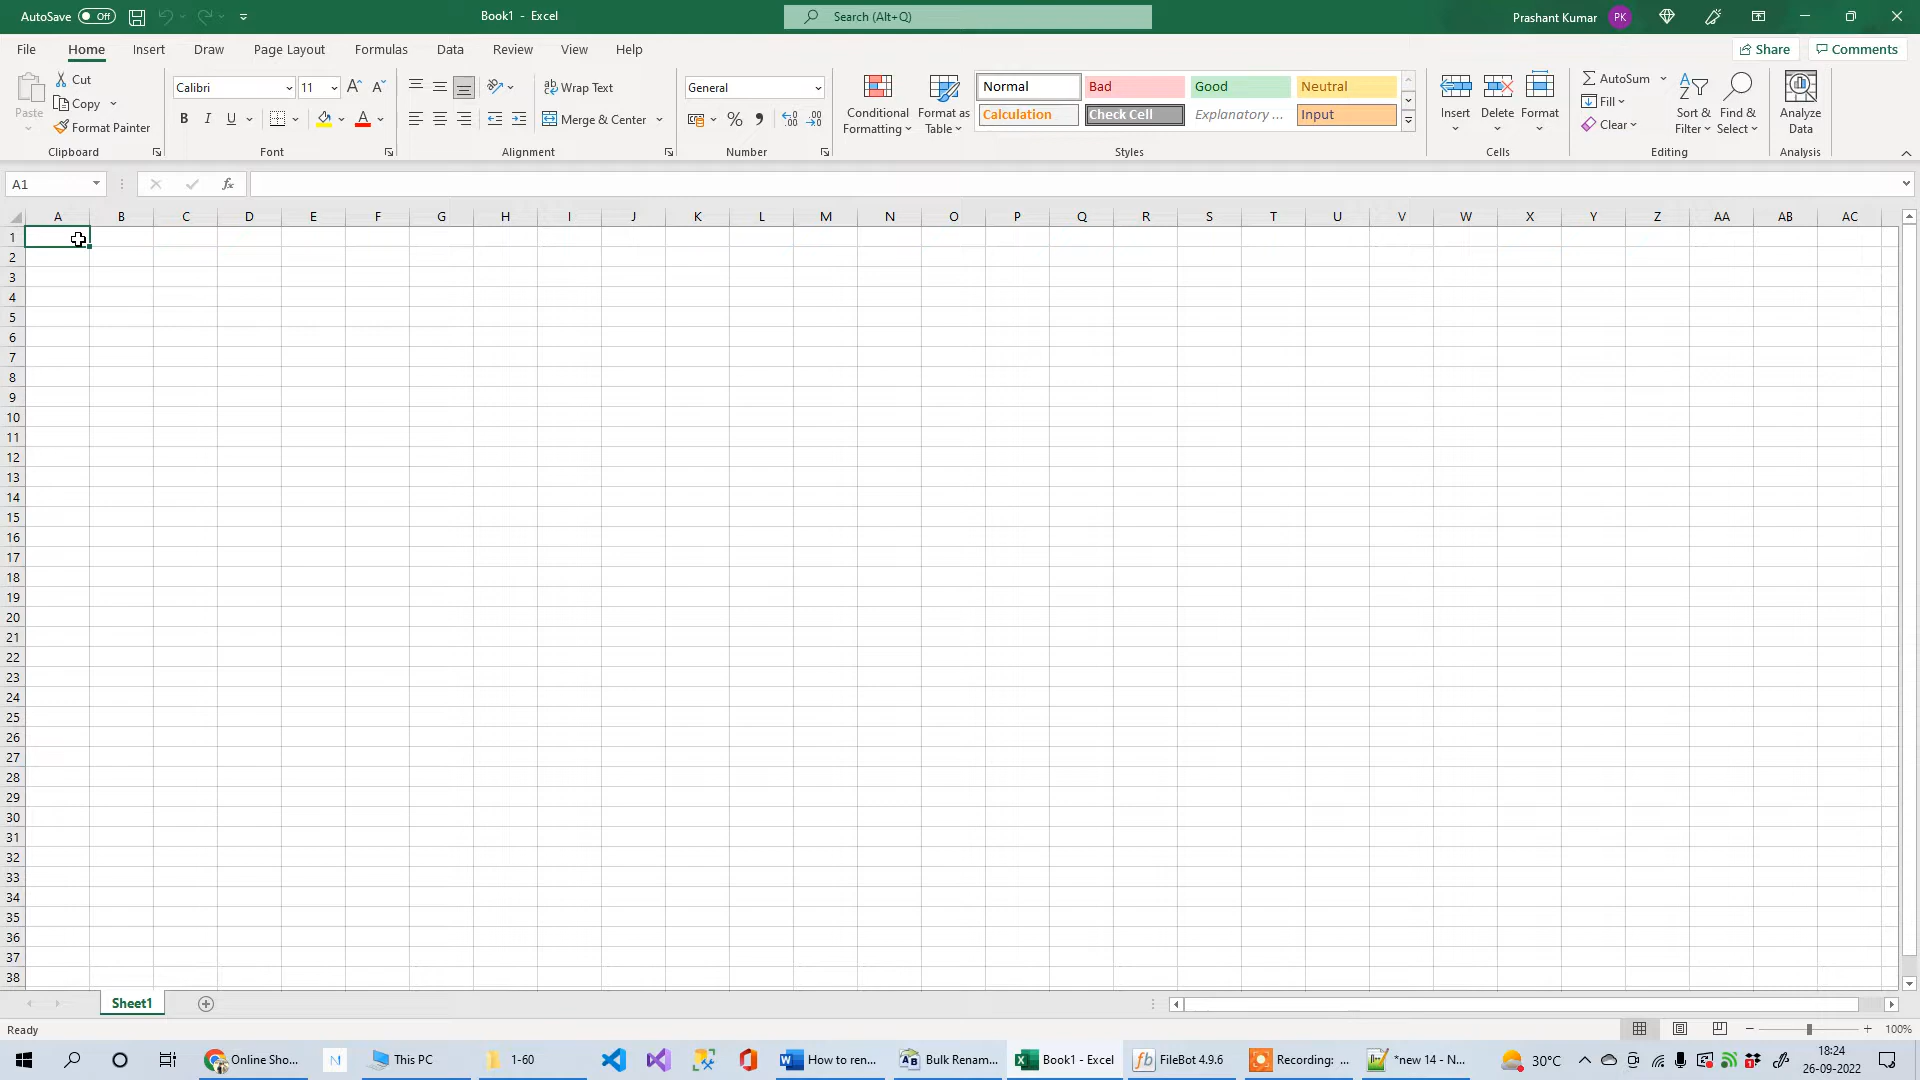 AutoSave Off Book1 - Excel Search (Alt+Q) Prashant Kumar PK
File Home Insert Draw Page Layout Formulas Data Review View Help Share Comments
Paste Cut Copy Format Painter Clipboard
Calibri 11 B I U A Font
ab Wrap Text Merge & Center Alignment
General % Number
Conditional Formatting Format as Table Normal Bad Good Neutral
Calculation Check Cell Explanatory ... Input Styles
Insert Delete Format Cells
AutoSum Fill Clear Sort & Filter Find & Select Editing
Analyze Data Analysis
A1 fx
A B C D E F G H I J K L M N O P Q R S T U V W X Y Z AA AB AC
1
2
3
4
5
6
7
8
9
10
11
12
13
14
15
16
17
18
19
20
21
22
23
24
25
26
27
28
29
30
31
32
33
34
35
36
37
38
Sheet1
Ready 100%
Online Sho... N This PC 1-60 How to ren... Bulk Renam... Book1 - Excel FileBot 4.9.6 Recording: ... *new 14 - N... 30°C 18:24
26-09-2022